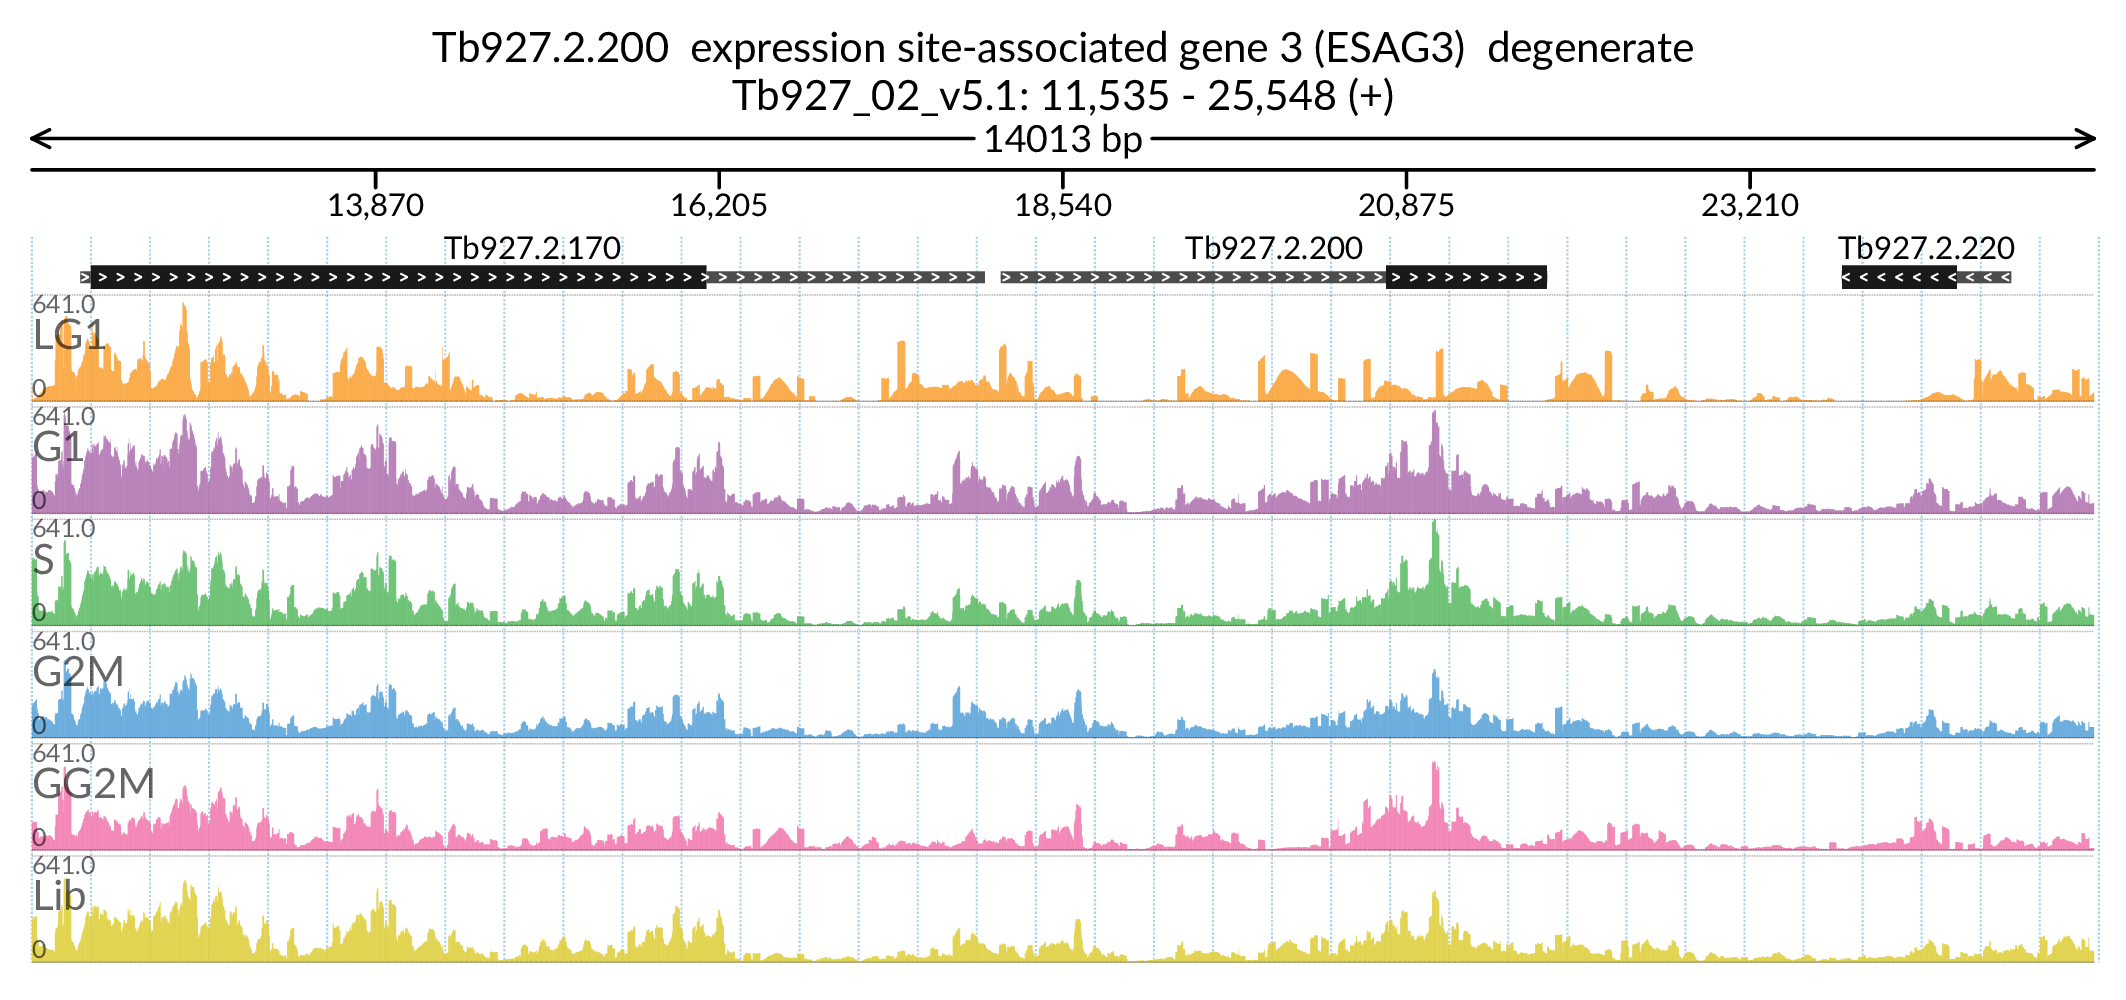 Tb927.2.200  expression site-associated gene 3 (ESAG3)  degenerate
Tb927_02_v5.1: 11,535 - 25,548 (+)
14013 bp
13,870 16,205 18,540 20,875 23,210
Tb927.2.170 Tb927.2.200 Tb927.2.220
641.0
LG1
0
641.0
G1
0
641.0
S
0
641.0
G2M
0
641.0
GG2M
0
641.0
Lib
0